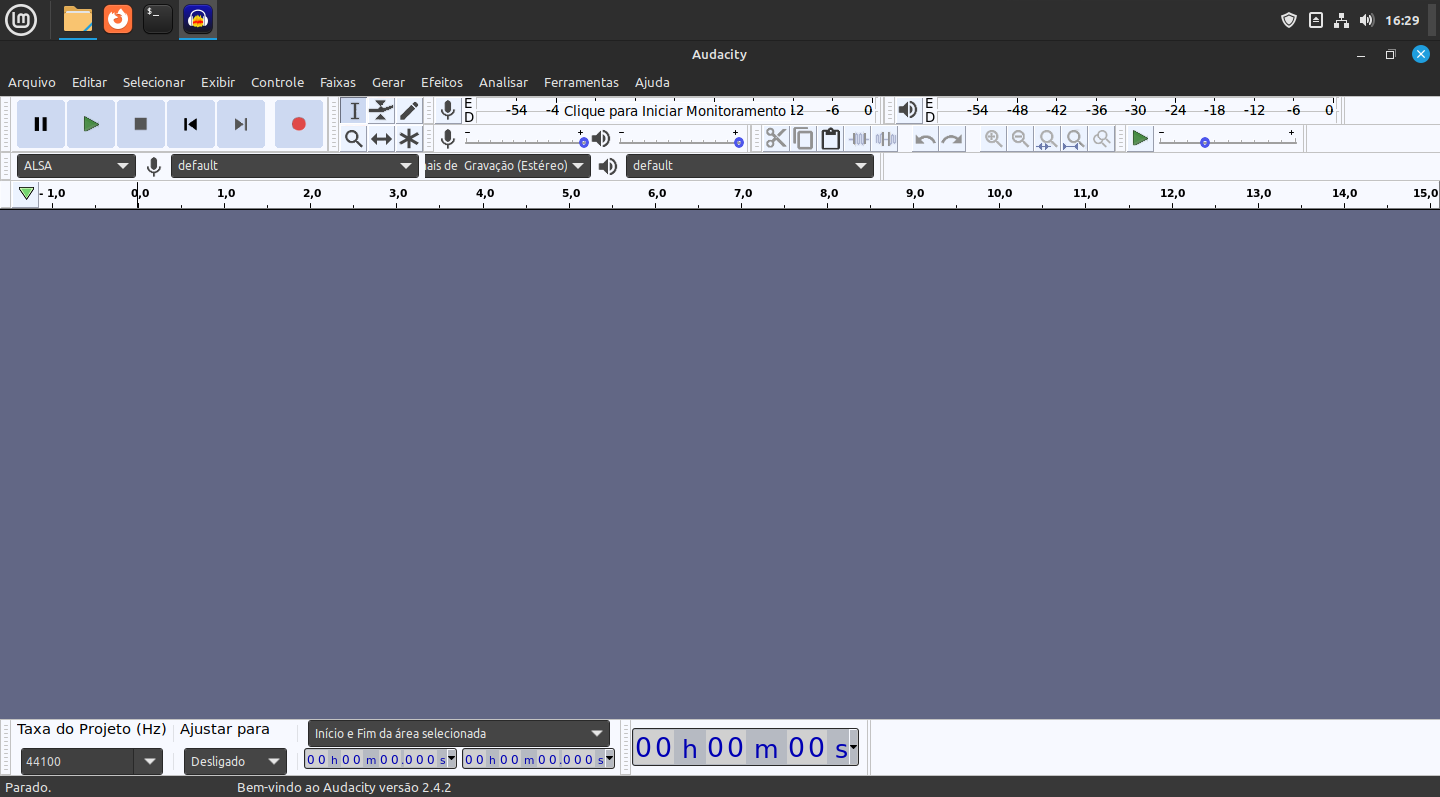 $_
16:29
Audacity
Arquivo Editar Selecionar Exibir Controle Faixas Gerar Efeitos Analisar Ferramentas Ajuda
E D -54 -4 Clique para Iniciar Monitoramento 12 -6 0 E D -54 -48 -42 -36 -30 -24 -18 -12 -6 0
- + - + - +
ALSA default ais de Gravação (Estéreo) default
- 1,0 0,0 1,0 2,0 3,0 4,0 5,0 6,0 7,0 8,0 9,0 10,0 11,0 12,0 13,0 14,0 15,0
Taxa do Projeto (Hz) Ajustar para Início e Fim da área selecionada
44100 Desligado 00 h 00 m 00.000 s 00 h 00 m 00.000 s 00 h 00 m 00 s
Parado. Bem-vindo ao Audacity versão 2.4.2